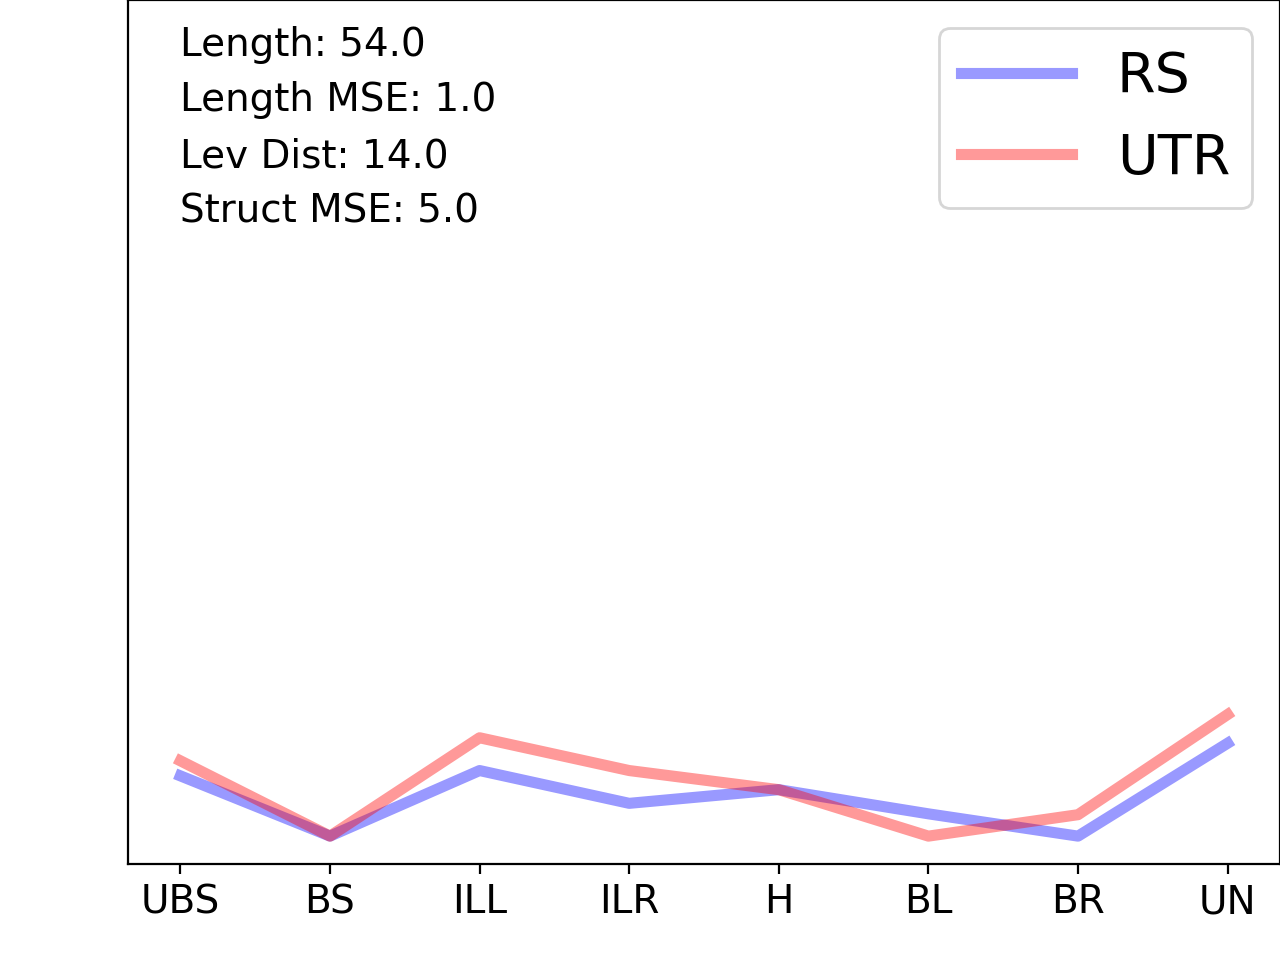 Length: 54.0
Length MSE: 1.0
Lev Dist: 14.0
Struct MSE: 5.0
RS
UTR
UBS BS ILL ILR H BL BR UN